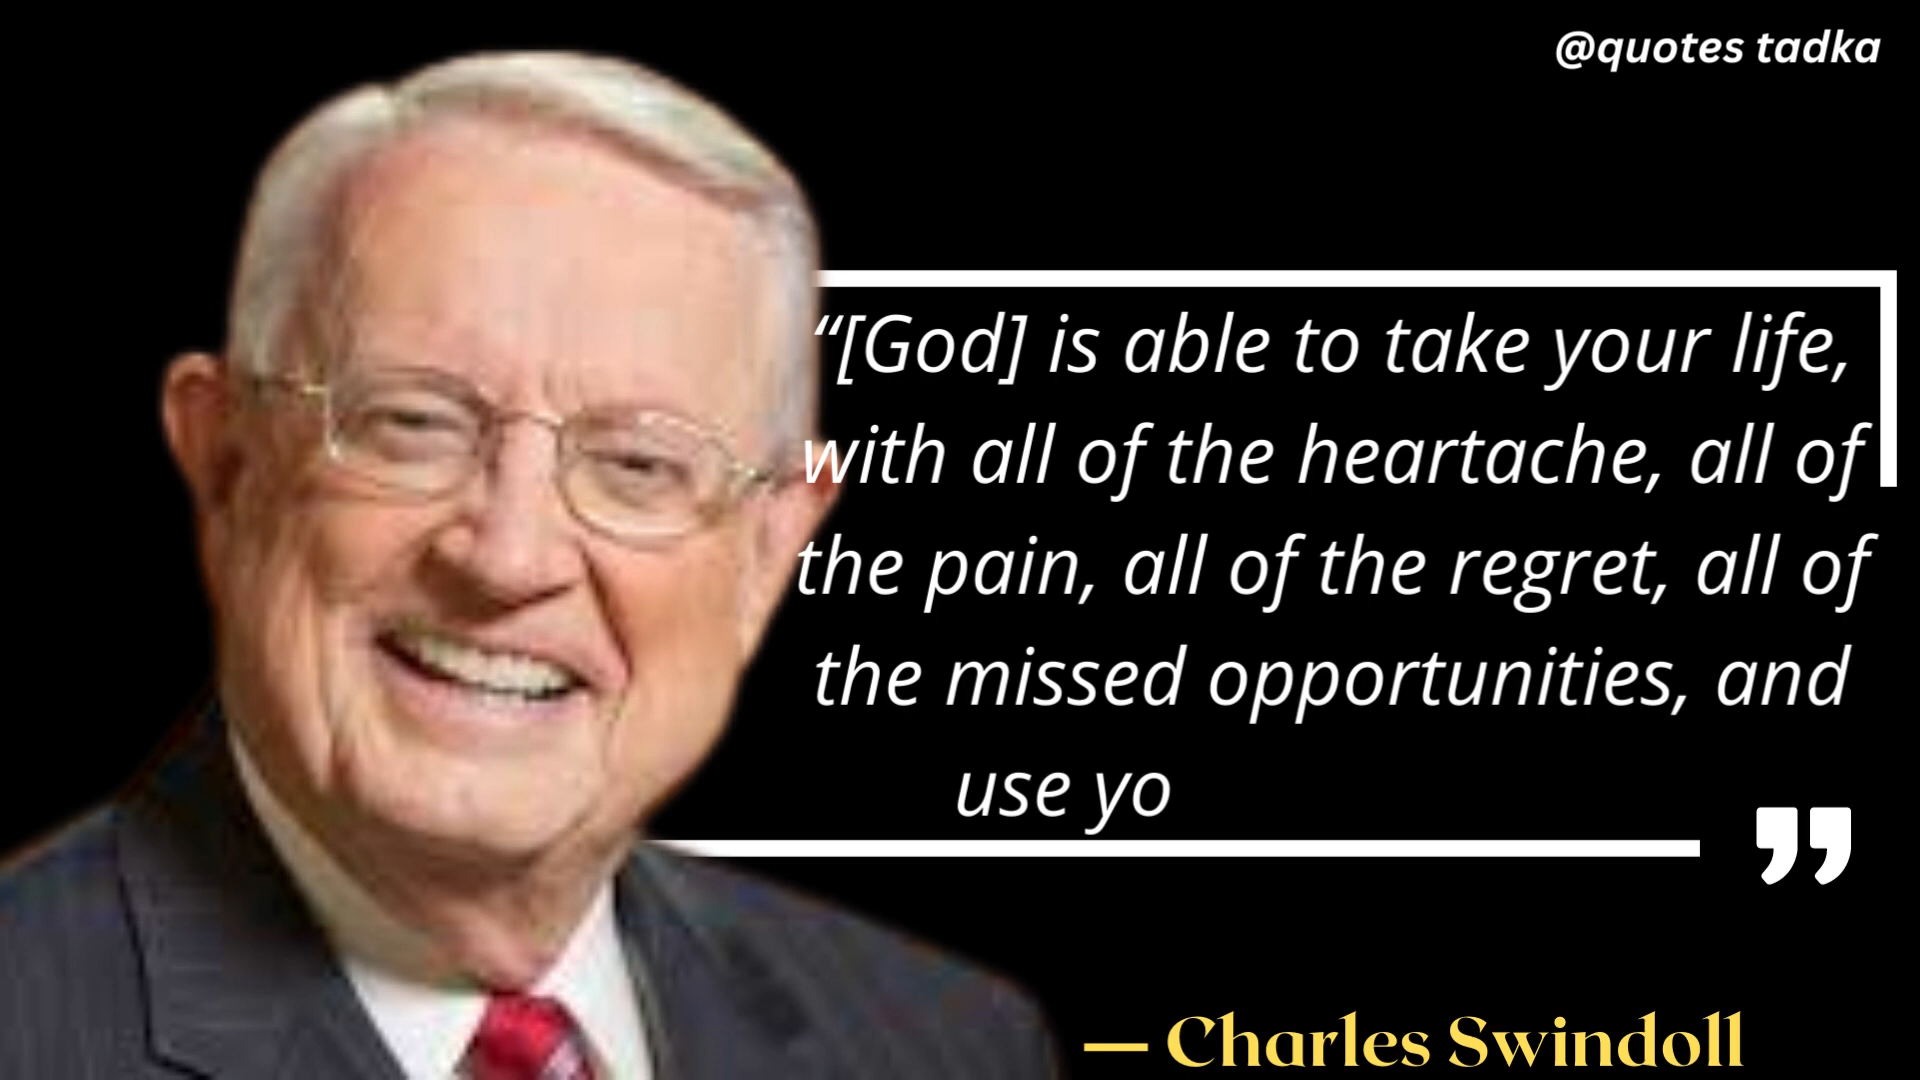 @quotes tadka
“[God] is able to take your life,
with all of the heartache, all of
the pain, all of the regret, all of
the missed opportunities, and
use yo
”
— Charles Swindoll